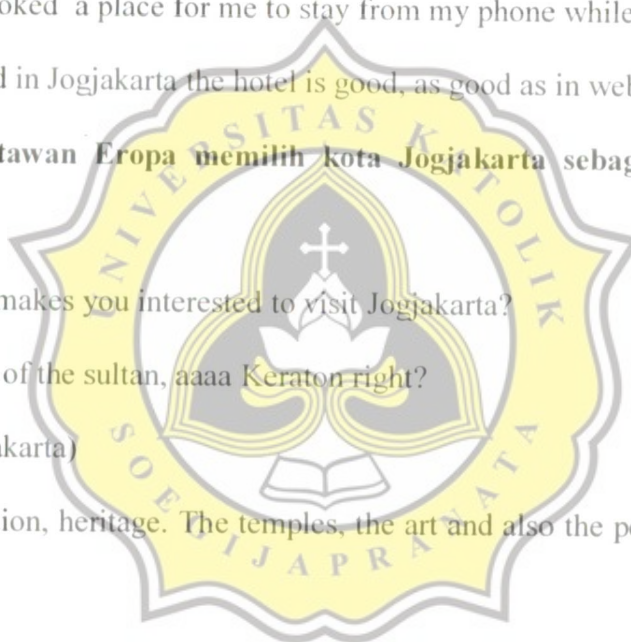 oked a place for me to stay from my phone while
d in Jogjakarta the hotel is good, as good as in web
tawan Eropa memilih kota Jogjakarta sebag
makes you interested to visit Jogjakarta?
of the sultan, aaaa Keraton right?
akarta)
ion, heritage. The temples, the art and also the pe
UNIVERSITAS KATOLIK
SOEGIJAPRANATA